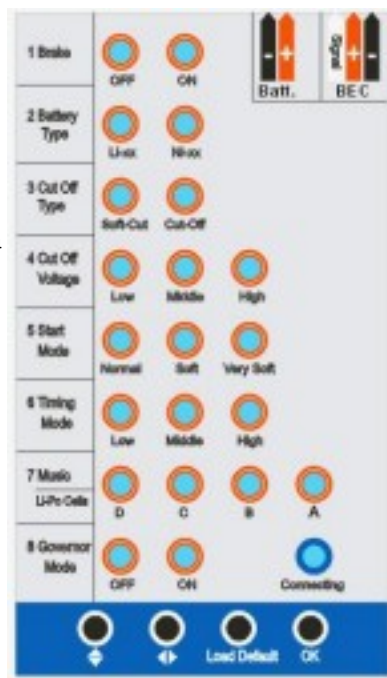 1 Brake
OFF ON
- + Signal + -
Batt. BEC
2 Battery
Type
Li-xx Ni-xx
3 Cut Off
Type
Soft-Cut Cut-Off
4 Cut Off
Voltage
Low Middle High
5 Start
Mode
Normal Soft Very Soft
6 Timing
Mode
Low Middle High
7 Music
Li-Po Cells
D C B A
8 Governor
Mode
OFF ON Connecting
Load Default OK